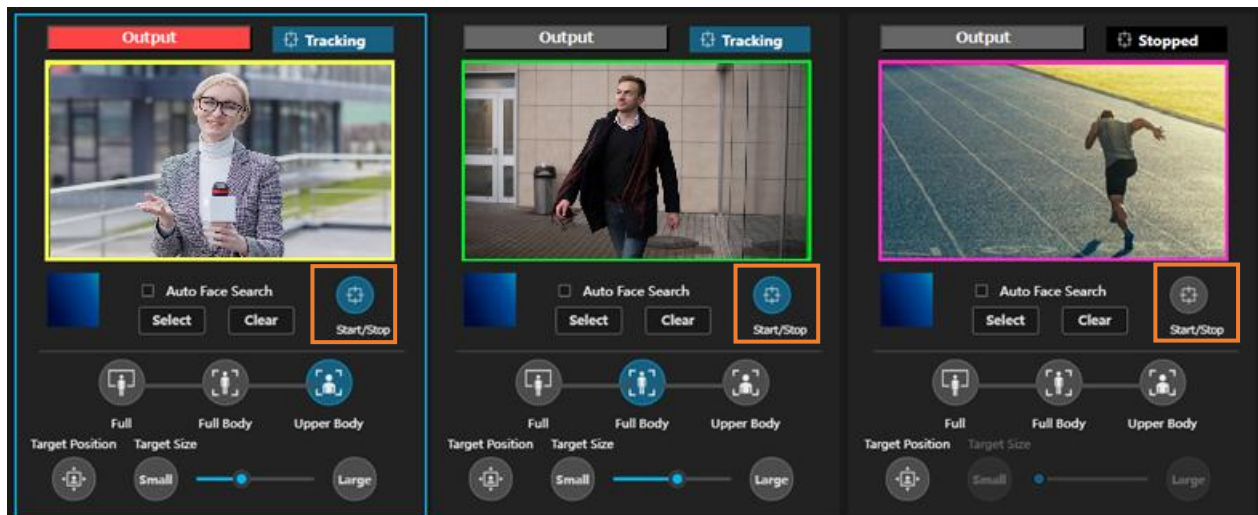 Output Tracking
Auto Face Search
Select Clear
Start/Stop
Full Full Body Upper Body
Target Position Target Size
Small Large
Output Tracking
Auto Face Search
Select Clear
Start/Stop
Full Full Body Upper Body
Target Position Target Size
Small Large
Output Stopped
Auto Face Search
Select Clear
Start/Stop
Full Full Body Upper Body
Target Position Target Size
Small Large